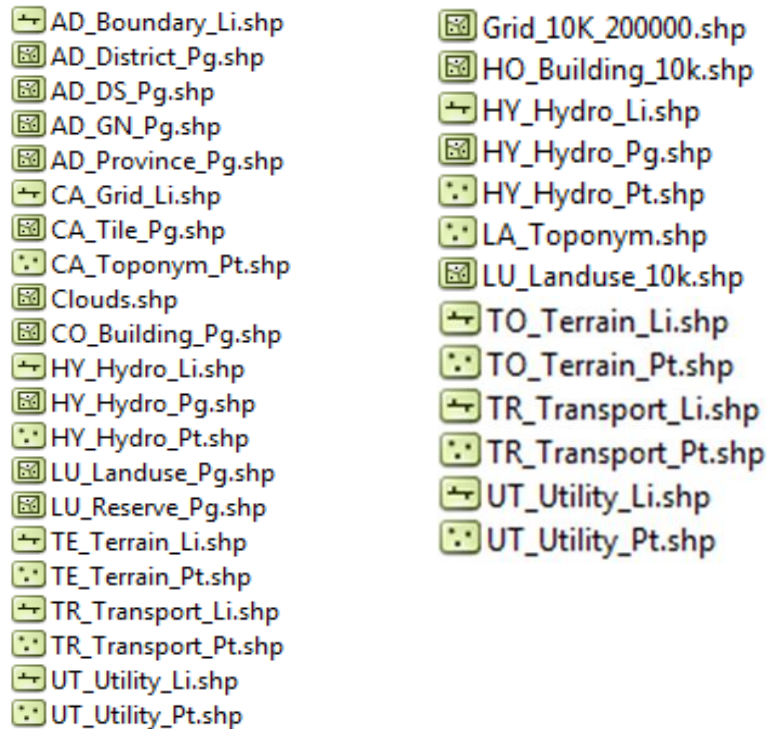 AD_Boundary_Li.shp
AD_District_Pg.shp
AD_DS_Pg.shp
AD_GN_Pg.shp
AD_Province_Pg.shp
CA_Grid_Li.shp
CA_Tile_Pg.shp
CA_Toponym_Pt.shp
Clouds.shp
CO_Building_Pg.shp
HY_Hydro_Li.shp
HY_Hydro_Pg.shp
HY_Hydro_Pt.shp
LU_Landuse_Pg.shp
LU_Reserve_Pg.shp
TE_Terrain_Li.shp
TE_Terrain_Pt.shp
TR_Transport_Li.shp
TR_Transport_Pt.shp
UT_Utility_Li.shp
UT_Utility_Pt.shp
Grid_10K_200000.shp
HO_Building_10k.shp
HY_Hydro_Li.shp
HY_Hydro_Pg.shp
HY_Hydro_Pt.shp
LA_Toponym.shp
LU_Landuse_10k.shp
TO_Terrain_Li.shp
TO_Terrain_Pt.shp
TR_Transport_Li.shp
TR_Transport_Pt.shp
UT_Utility_Li.shp
UT_Utility_Pt.shp